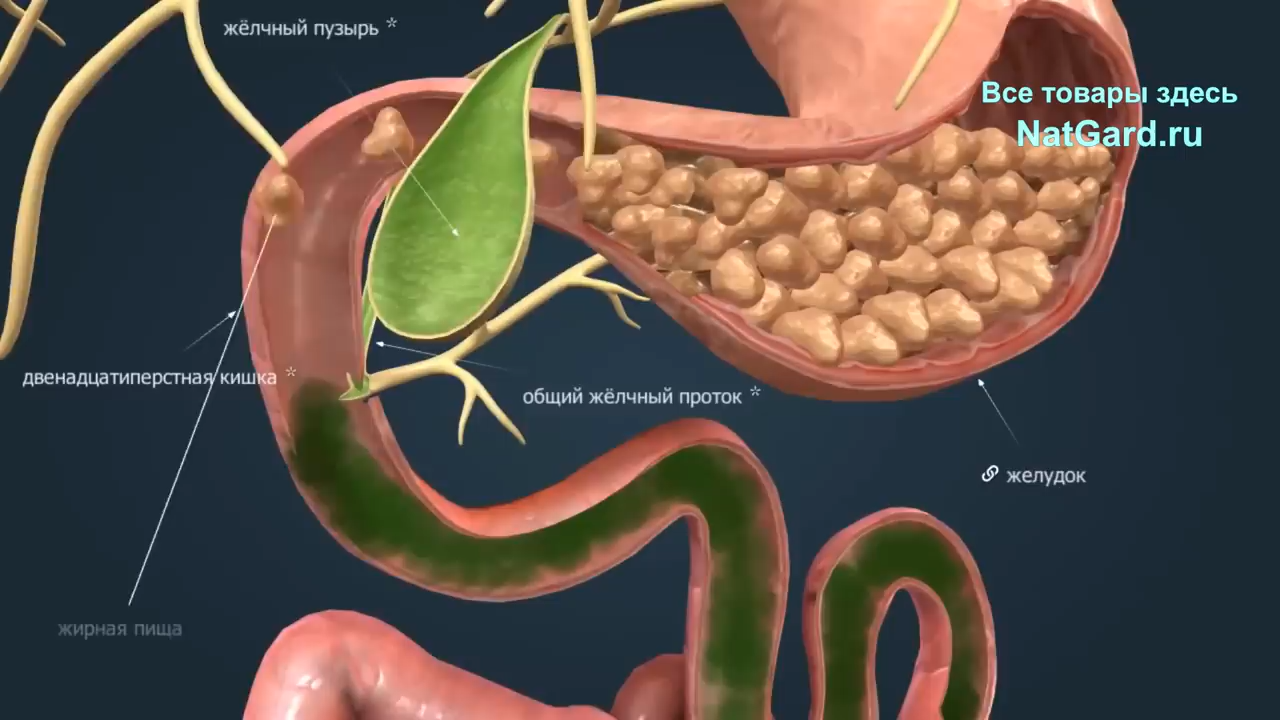 жёлчный пузырь *
Все товары здесь
NatGard.ru
двенадцатиперстная кишка *
общий жёлчный проток *
желудок
жирная пища